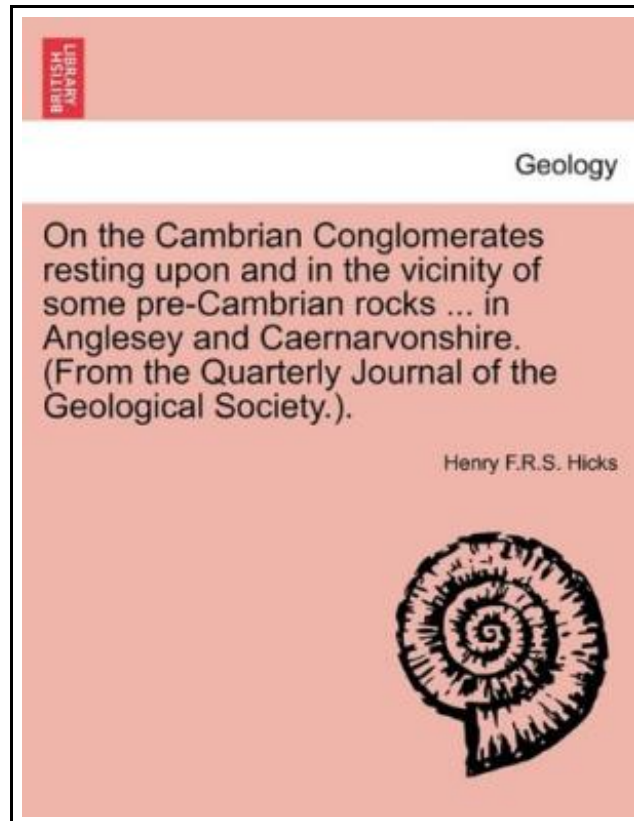 BRITISH
LIBRARY
Geology
On the Cambrian Conglomerates
resting upon and in the vicinity of
some pre-Cambrian rocks ... in
Anglesey and Caernarvonshire.
(From the Quarterly Journal of the
Geological Society.).
Henry F.R.S. Hicks